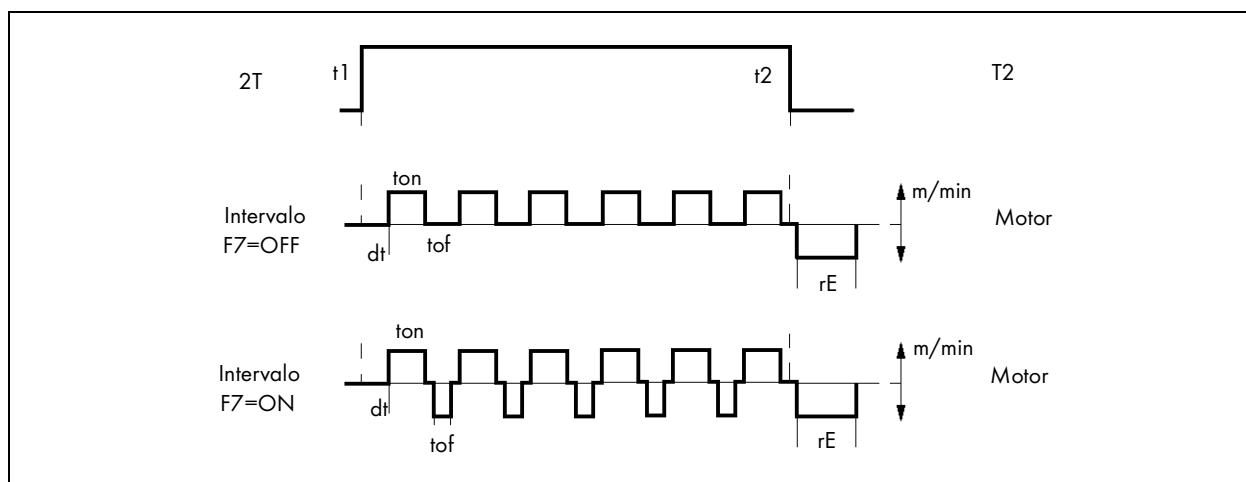 2T
t1
t2
T2
ton
Intervalo
F7=OFF
dt
tof
m/min
Motor
rE
ton
Intervalo
F7=ON
dt
tof
m/min
Motor
rE